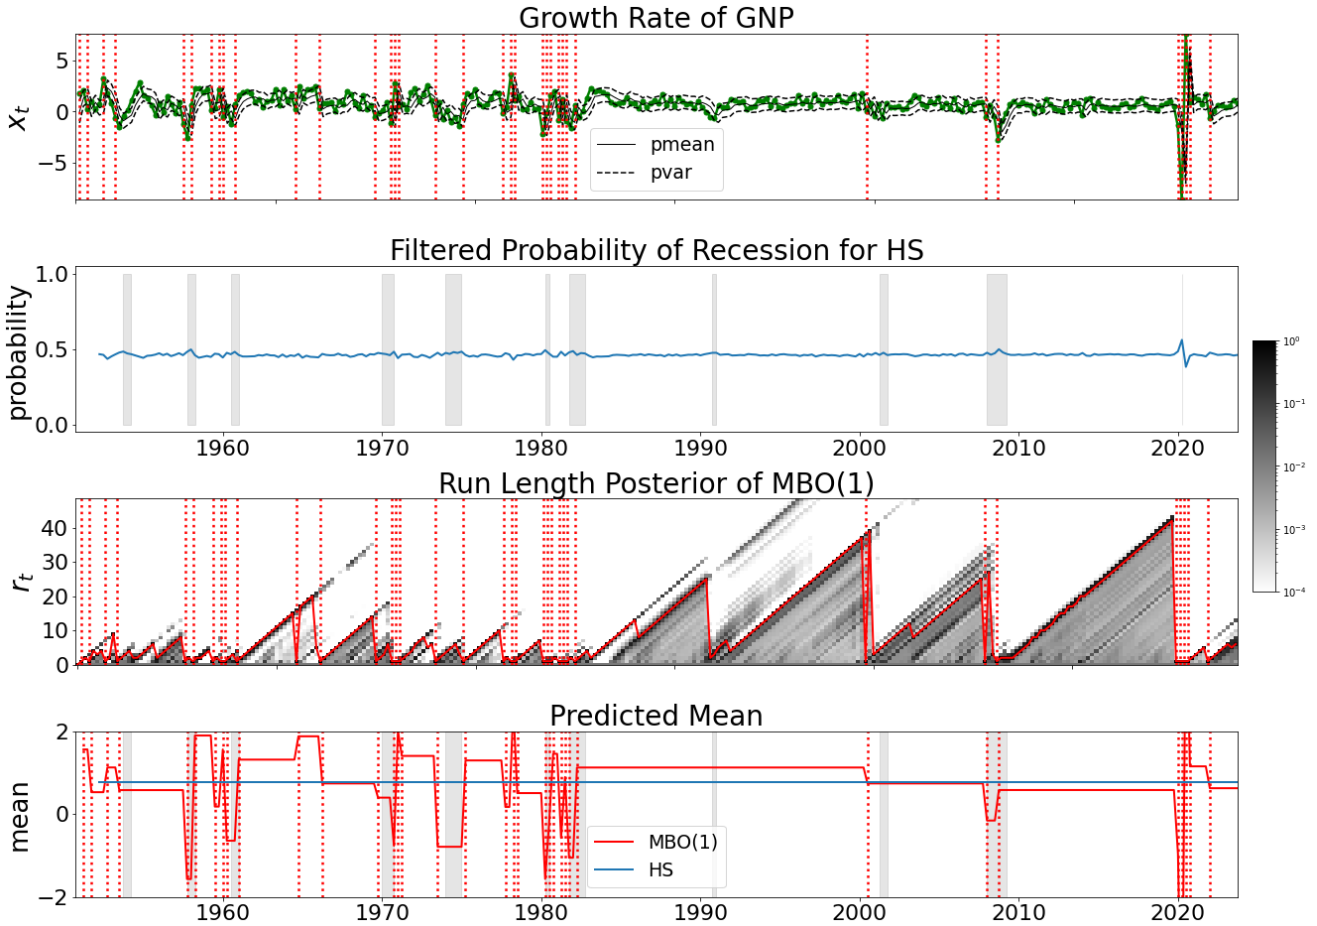 Growth Rate of GNP
x_t
5
0
−5
pmean
pvar
Filtered Probability of Recession for HS
probability
1.0
0.5
0.0
1960 1970 1980 1990 2000 2010 2020
10^0
10^-1
10^-2
10^-3
10^-4
Run Length Posterior of MBO(1)
r_t
40
30
20
10
0
Predicted Mean
mean
2
0
−2
MBO(1)
HS
1960 1970 1980 1990 2000 2010 2020